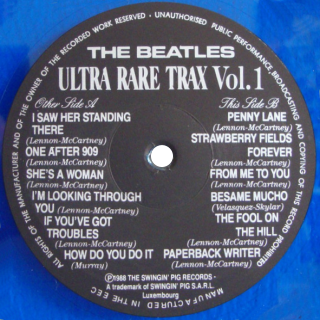 ALL RIGHTS OF THE MANUFACTURER AND OF THE OWNER OF THE RECORDED WORK RESERVED • UNAUTHORISED PUBLIC PERFORMANCE, BROADCASTING AND COPYING OF THIS RECORD PROHIBITED
THE BEATLES
ULTRA RARE TRAX Vol. 1
Other Side A
I SAW HER STANDING
THERE
(Lennon-McCartney)
ONE AFTER 909
(Lennon-McCartney)
SHE'S A WOMAN
(Lennon-McCartney)
I'M LOOKING THROUGH
YOU (Lennon-McCartney)
IF YOU'VE GOT
TROUBLES
(Lennon-McCartney)
HOW DO YOU DO IT
(Murray)
This Side B
PENNY LANE
(Lennon-McCartney)
STRAWBERRY FIELDS
FOREVER
(Lennon-McCartney)
FROM ME TO YOU
(Lennon-McCartney)
BESAME MUCHO
(Velasquez-Skylar)
THE FOOL ON
THE HILL
(Lennon-McCartney)
PAPERBACK WRITER
(Lennon-McCartney)
℗1988 THE SWINGIN' PIG RECORDS -
A trademark of SWINGIN' PIG S.A.R.L.
Luxembourg
MANUFACTURED IN THE EEC